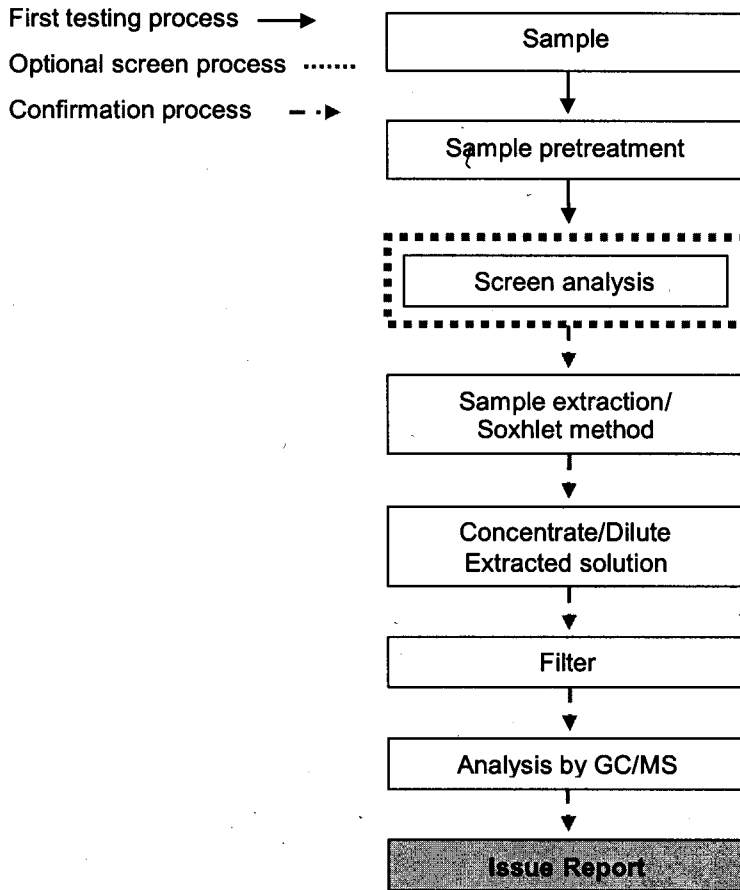 First testing process
Optional screen process
Confirmation process
Sample
Sample pretreatment
Screen analysis
Sample extraction/
Soxhlet method
Concentrate/Dilute
Extracted solution
Filter
Analysis by GC/MS
Issue Report